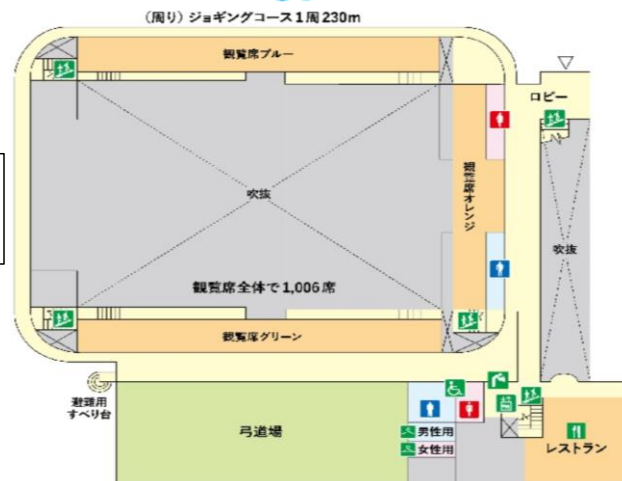 （周り）ジョギングコース1周230m
観覧席ブルー
ロビー
観覧席オレンジ
吹抜
吹抜
観覧席全体で1,006席
観覧席グリーン
避難用
すべり台
弓道場
男性用
女性用
レストラン